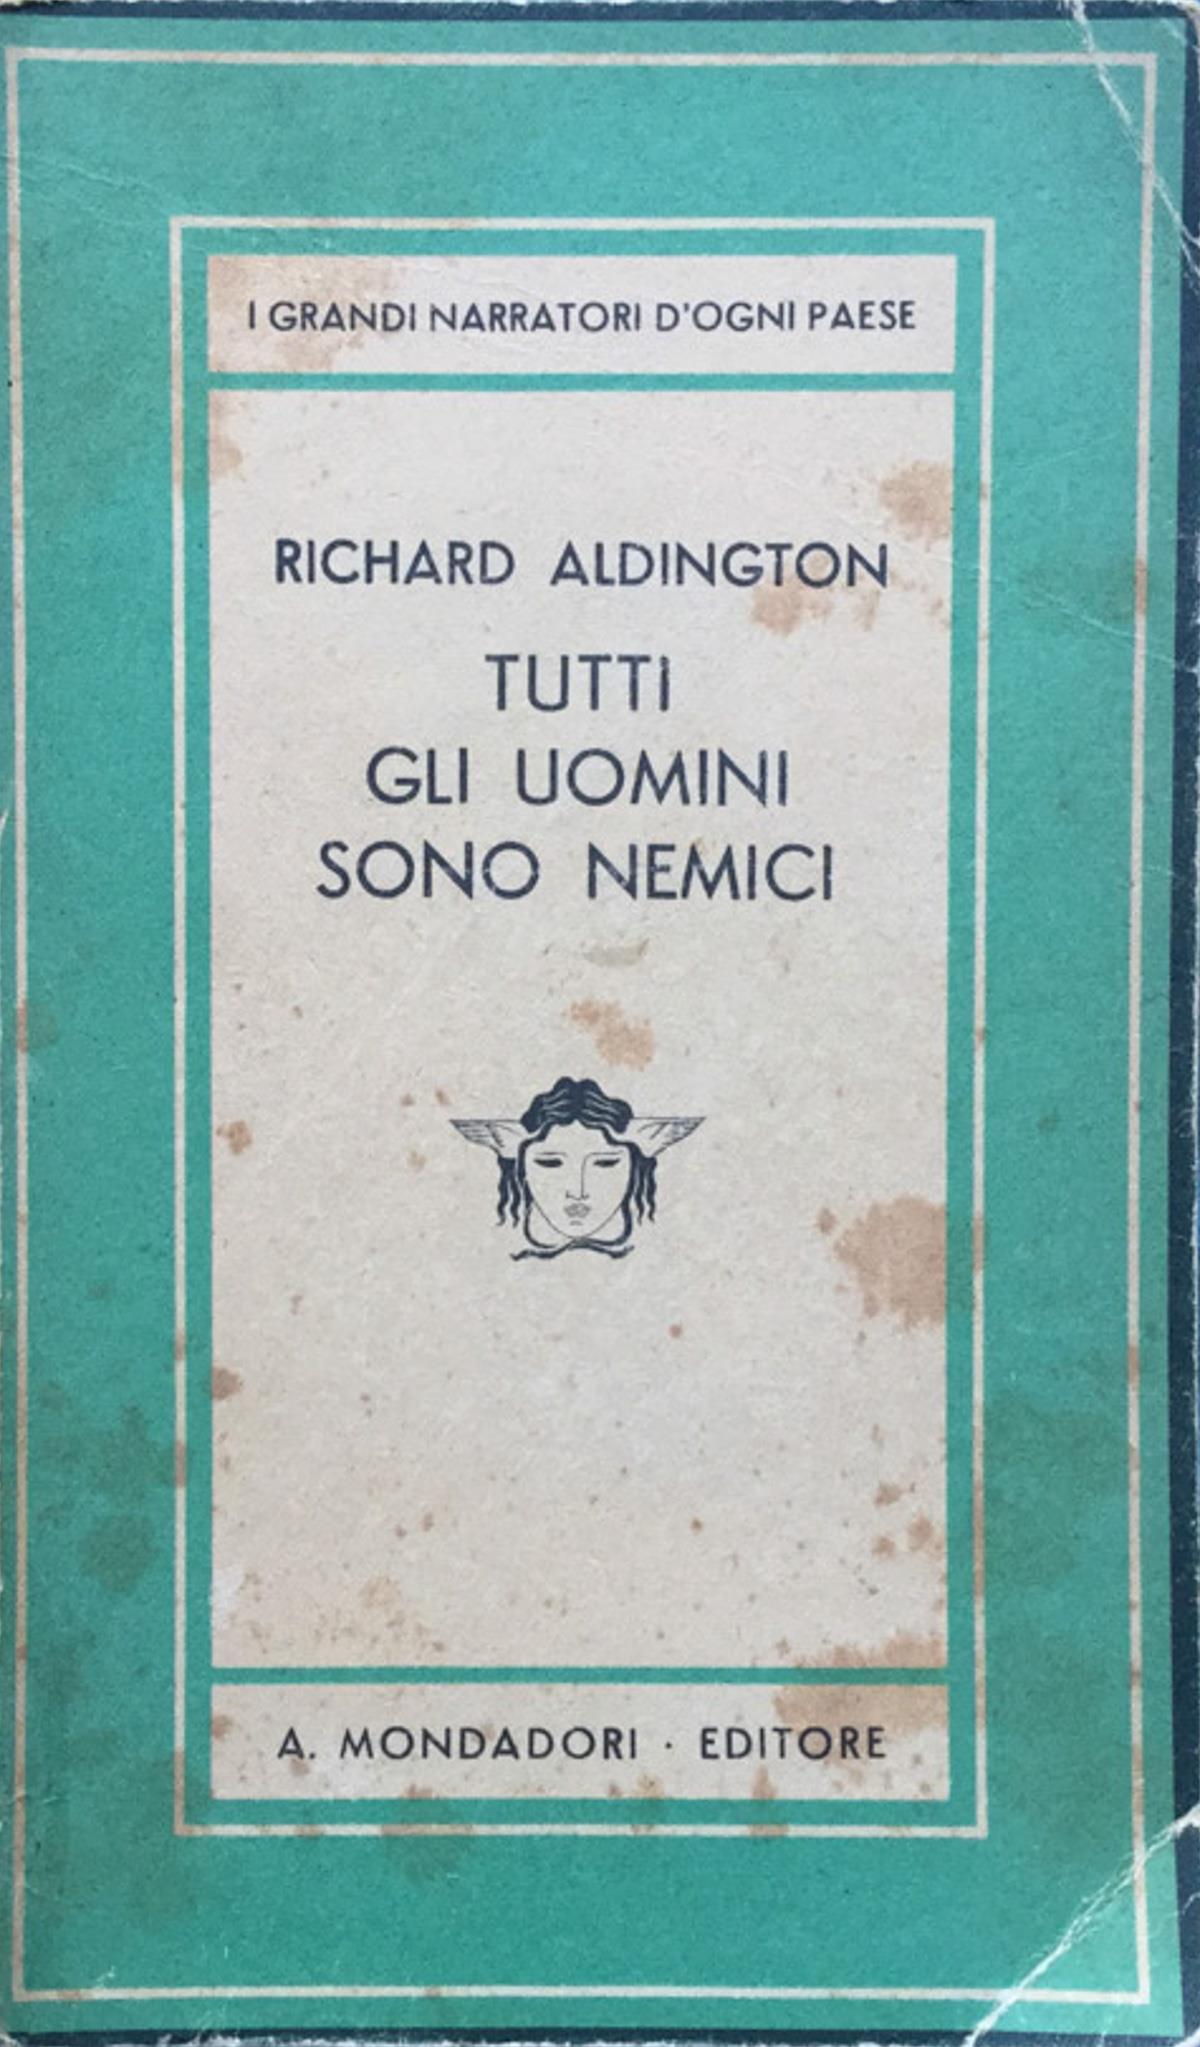 I GRANDI NARRATORI D'OGNI PAESE
RICHARD ALDINGTON
TUTTI
GLI UOMINI
SONO NEMICI
A. MONDADORI · EDITORE